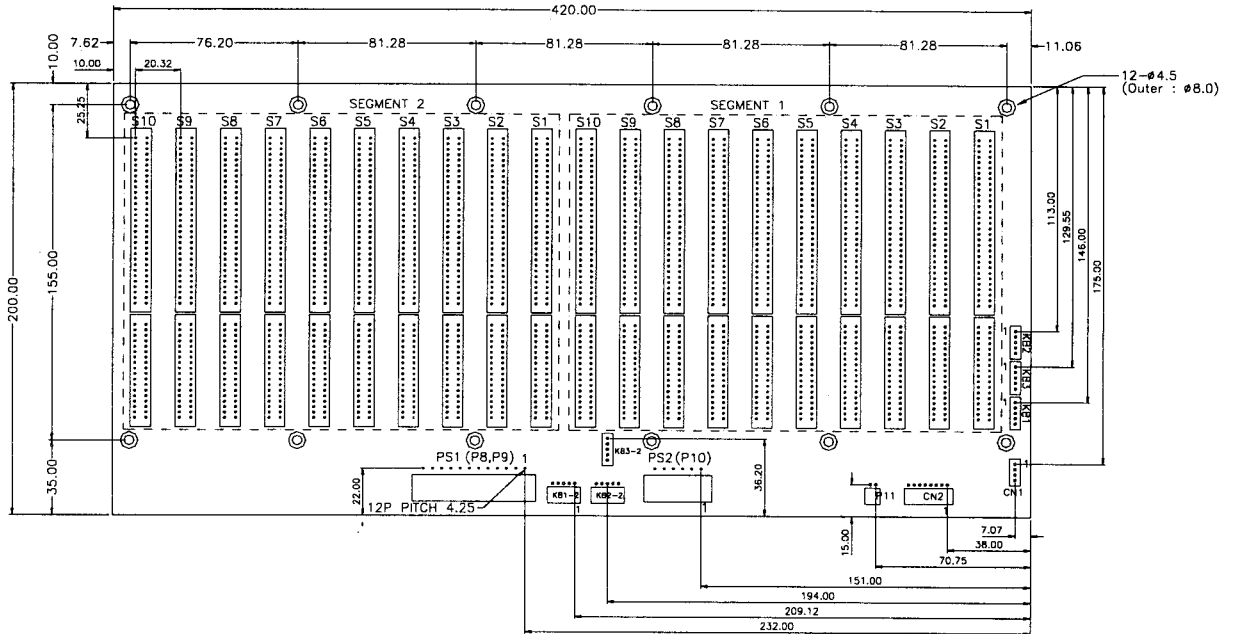 420.00
7.62
76.20
81.28
81.28
81.28
81.28
11.06
10.00
10.00
20.32
12-ø4.5
(Outer : ø8.0)
25.25
SEGMENT 2
SEGMENT 1
S10 S9 S8 S7 S6 S5 S4 S3 S2 S1 S10 S9 S8 S7 S6 S5 S4 S3 S2 S1
200.00
155.00
35.00
113.00
129.55
146.00
175.00
1 KB2
1 KB3
1 KB1
KB3-2
PS1 (P8,P9) 1
PS2 (P10)
22.00
12P PITCH 4.25
KB1-2
1
KB2-2
1
36.20
P11
CN2
1
1
CN1
15.00
7.07
38.00
70.75
151.00
194.00
209.12
232.00